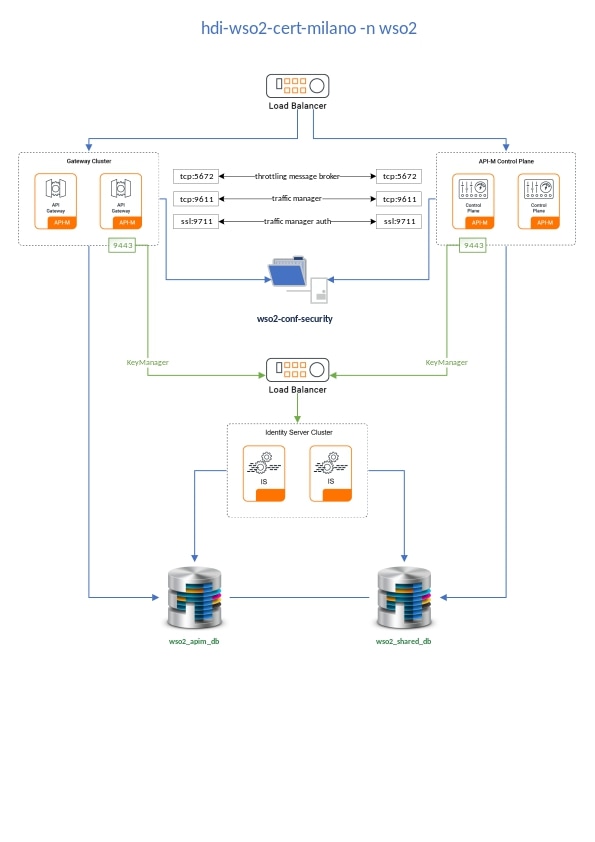 hdi-wso2-cert-milano -n wso2
Load Balancer
Gateway Cluster
API
Gateway
API-M
API
Gateway
API-M
9443
tcp:5672
throttling message broker
tcp:5672
tcp:9611
traffic manager
tcp:9611
ssl:9711
traffic manager auth
ssl:9711
API-M Control Plane
Control
Plane
API-M
Control
Plane
API-M
9443
wso2-conf-security
KeyManager
KeyManager
Load Balancer
Identity Server Cluster
IS
IS
wso2_apim_db
wso2_shared_db